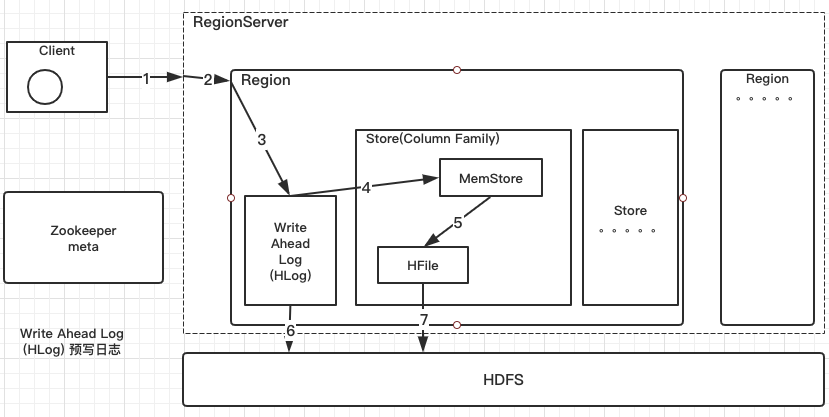 RegionServer
Client
1
2
Region
Region
3
Store(Column Family)
4
MemStore
Write
Ahead
Log
(HLog)
5
HFile
Store
Zookeeper
meta
6
7
Write Ahead Log
(HLog) 预写日志
HDFS